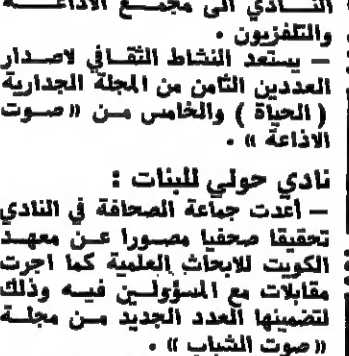 النادي الى مجمع الاذاعة
والتلفزيون .
— يستعد النشاط الثقافي لاصدار
العددين الثامن من المجلة الجدارية
( الحياة ) والخامس من « صوت
الاذاعة » .
نادي حولي للبنات :
— أعدت جماعة الصحافة في النادي
تحقيقا صحفيا مصورا عن معهد
الكويت للابحاث العلمية كما اجرت
مقابلات مع المسؤولين فيه وذلك
لتضمينها العدد الجديد من مجلة
« صوت الشباب » .